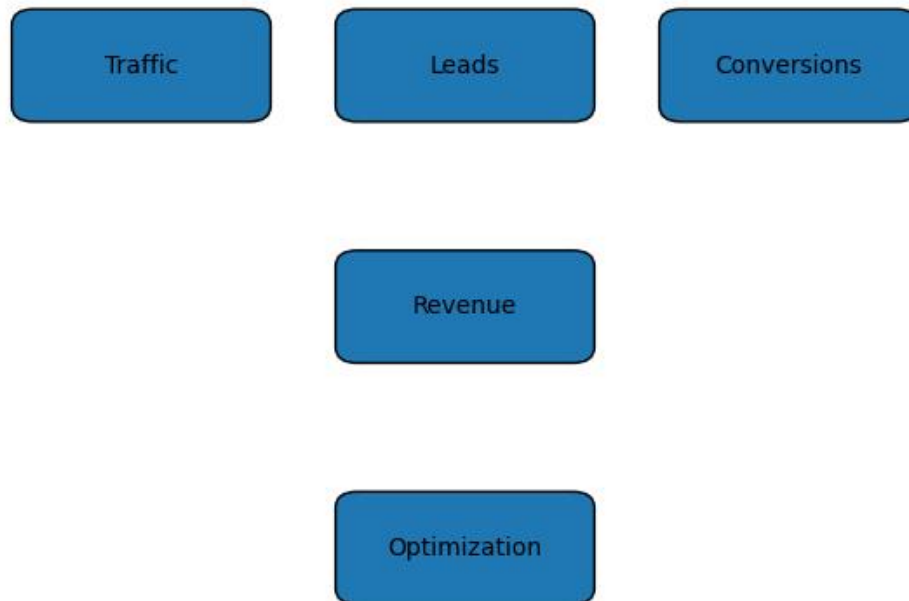 Traffic
Leads
Conversions
Revenue
Optimization